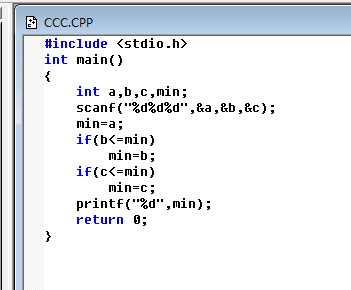 CCC.CPP
#include <stdio.h>
int main()
{
    int a,b,c,min;
    scanf("%d%d%d",&a,&b,&c);
    min=a;
    if(b<=min)
        min=b;
    if(c<=min)
        min=c;
    printf("%d",min);
    return 0;
}